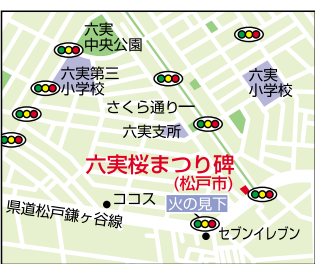 六実
中央公園
六実第三
小学校
六実
小学校
さくら通り
六実支所
六実桜まつり碑
(松戸市)
ココス
火の見下
県道松戸鎌ヶ谷線
セブンイレブン